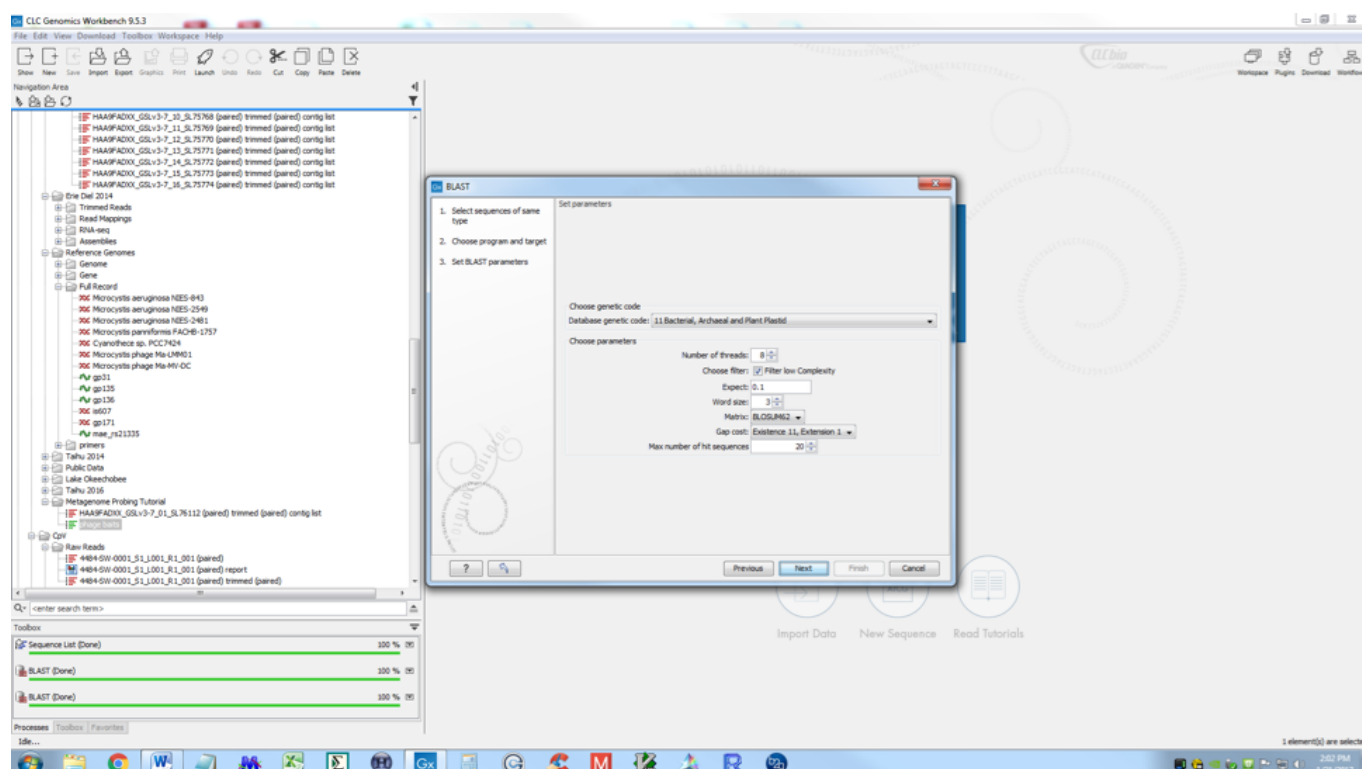 CLC Genomics Workbench 9.5.3
File Edit View Download Toolbox Workspace Help
Show New Save Import Export Graphics Print Launch Undo Redo Cut Copy Paste Delete
Workspace Plugins Download Workflow
Navigation Area
HAA9FADXX_GSLv3-7_10_SL75768 (paired) trimmed (paired) contig list
HAA9FADXX_GSLv3-7_11_SL75769 (paired) trimmed (paired) contig list
HAA9FADXX_GSLv3-7_12_SL75770 (paired) trimmed (paired) contig list
HAA9FADXX_GSLv3-7_13_SL75771 (paired) trimmed (paired) contig list
HAA9FADXX_GSLv3-7_14_SL75772 (paired) trimmed (paired) contig list
HAA9FADXX_GSLv3-7_15_SL75773 (paired) trimmed (paired) contig list
HAA9FADXX_GSLv3-7_16_SL75774 (paired) trimmed (paired) contig list
Erie Diel 2014
Trimmed Reads
Read Mappings
RNA-seq
Assemblies
Reference Genomes
Genome
Gene
Full Record
Microcystis aeruginosa NIES-843
Microcystis aeruginosa NIES-2549
Microcystis aeruginosa NIES-2481
Microcystis panniformis FACHB-1757
Cyanothece sp. PCC7424
Microcystis phage Ma-LMM01
Microcystis phage Ma-MV-DC
gp31
gp135
gp136
is607
gp171
mae_rs21335
primers
Taihu 2014
Public Data
Lake Okeechobee
Taihu 2016
Metagenome Probing Tutorial
HAA9FADXX_GSLv3-7_01_SL76112 (paired) trimmed (paired) contig list
phage baits
CpV
Raw Reads
4484-SW-0001_S1_L001_R1_001 (paired)
4484-SW-0001_S1_L001_R1_001 (paired) report
4484-SW-0001_S1_L001_R1_001 (paired) trimmed (paired)
<enter search term>
Toolbox
Sequence List (Done) 100 %
BLAST (Done) 100 %
BLAST (Done) 100 %
Processes Toolbox Favorites
Idle...
1 element(s) are selecte
BLAST
1. Select sequences of same type
2. Choose program and target
3. Set BLAST parameters
Set parameters
Choose genetic code
Database genetic code: 11 Bacterial, Archaeal and Plant Plastid
Choose parameters
Number of threads: 8
Choose filter: Filter low Complexity
Expect: 0.1
Word size: 3
Matrix: BLOSUM62
Gap cost: Existence 11, Extension 1
Max number of hit sequences 20
? Previous Next Finish Cancel
Import Data New Sequence Read Tutorials
2:02 PM